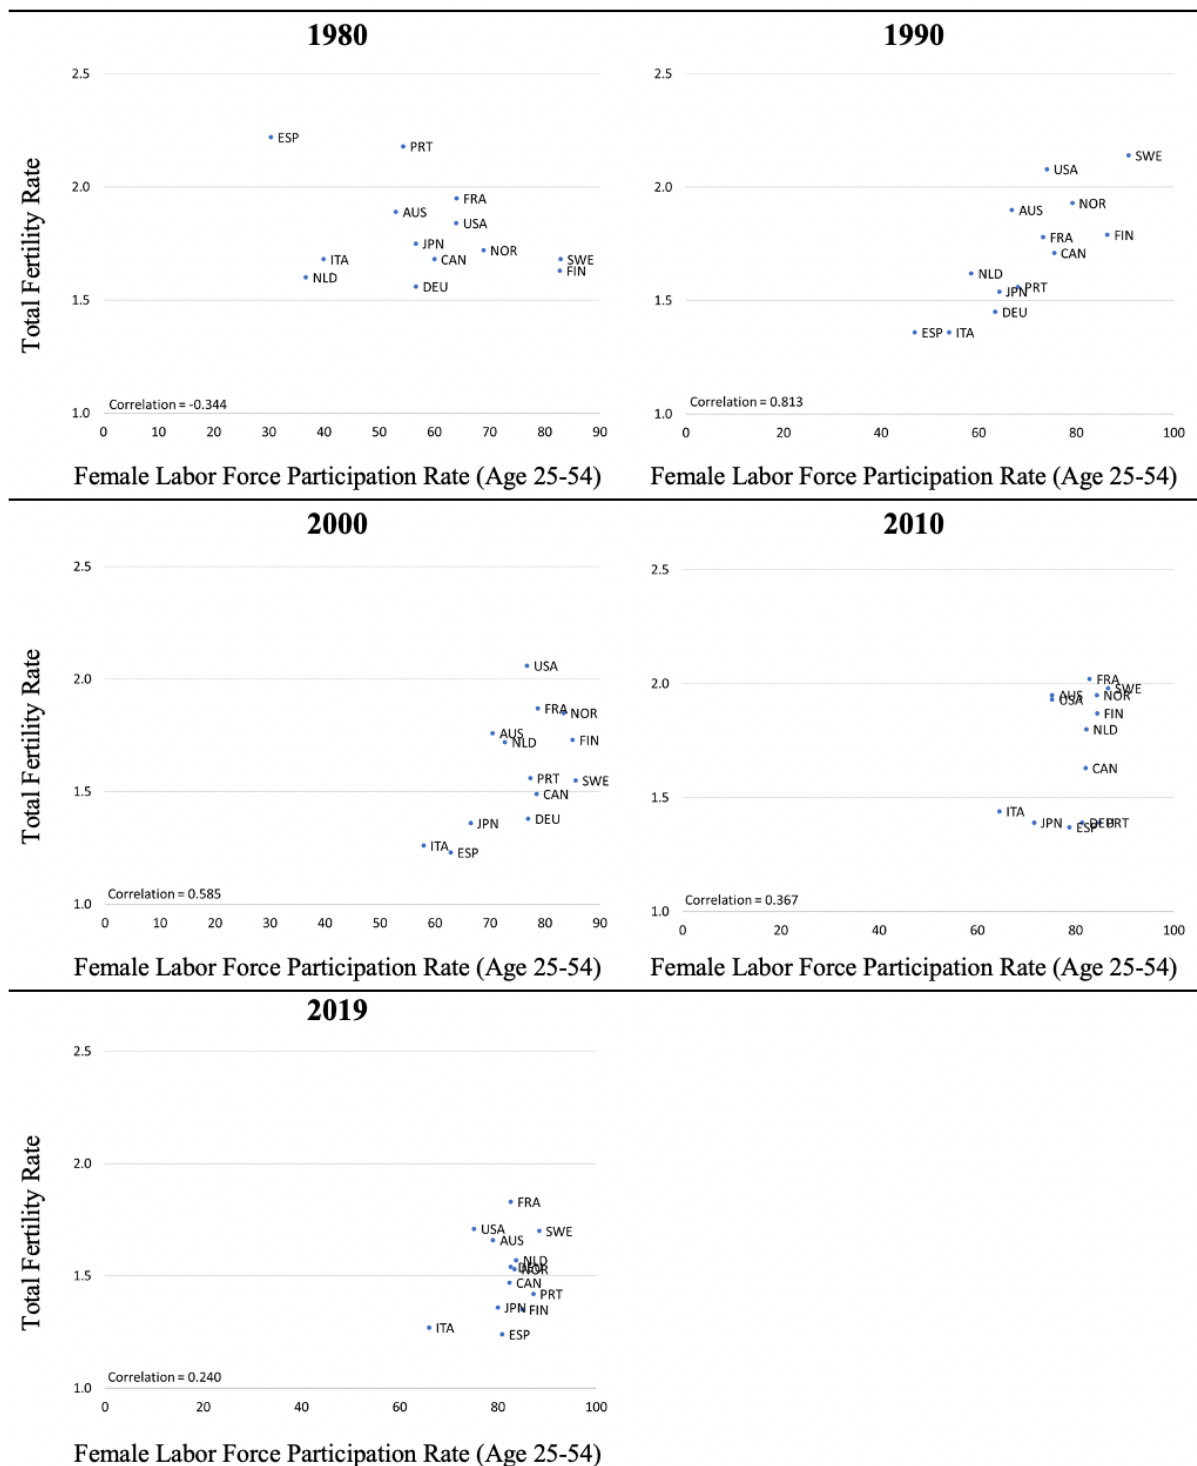 1980
Total Fertility Rate
2.5
2.0
1.5
1.0
ESP
PRT
FRA
AUS
USA
JPN
NOR
ITA
CAN
SWE
NLD
FIN
DEU
Correlation = -0.344
0 10 20 30 40 50 60 70 80 90
Female Labor Force Participation Rate (Age 25-54)
1990
2.5
2.0
1.5
1.0
SWE
USA
NOR
AUS
FIN
FRA
CAN
NLD
PRT
JPN
DEU
ESP
ITA
Correlation = 0.813
0 20 40 60 80 100
Female Labor Force Participation Rate (Age 25-54)
2000
Total Fertility Rate
2.5
2.0
1.5
1.0
USA
FRA
NOR
AUS
NLD
FIN
PRT
SWE
CAN
DEU
JPN
ITA
ESP
Correlation = 0.585
0 10 20 30 40 50 60 70 80 90
Female Labor Force Participation Rate (Age 25-54)
2010
2.5
2.0
1.5
1.0
FRA
SWE
AUS
NOR
USA
FIN
NLD
CAN
ITA
JPN
DEU
PRT
ESP
Correlation = 0.367
0 20 40 60 80 100
Female Labor Force Participation Rate (Age 25-54)
2019
Total Fertility Rate
2.5
2.0
1.5
1.0
FRA
USA
SWE
AUS
NLD
NOR
CAN
PRT
JPN
FIN
ITA
ESP
Correlation = 0.240
0 20 40 60 80 100
Female Labor Force Participation Rate (Age 25-54)